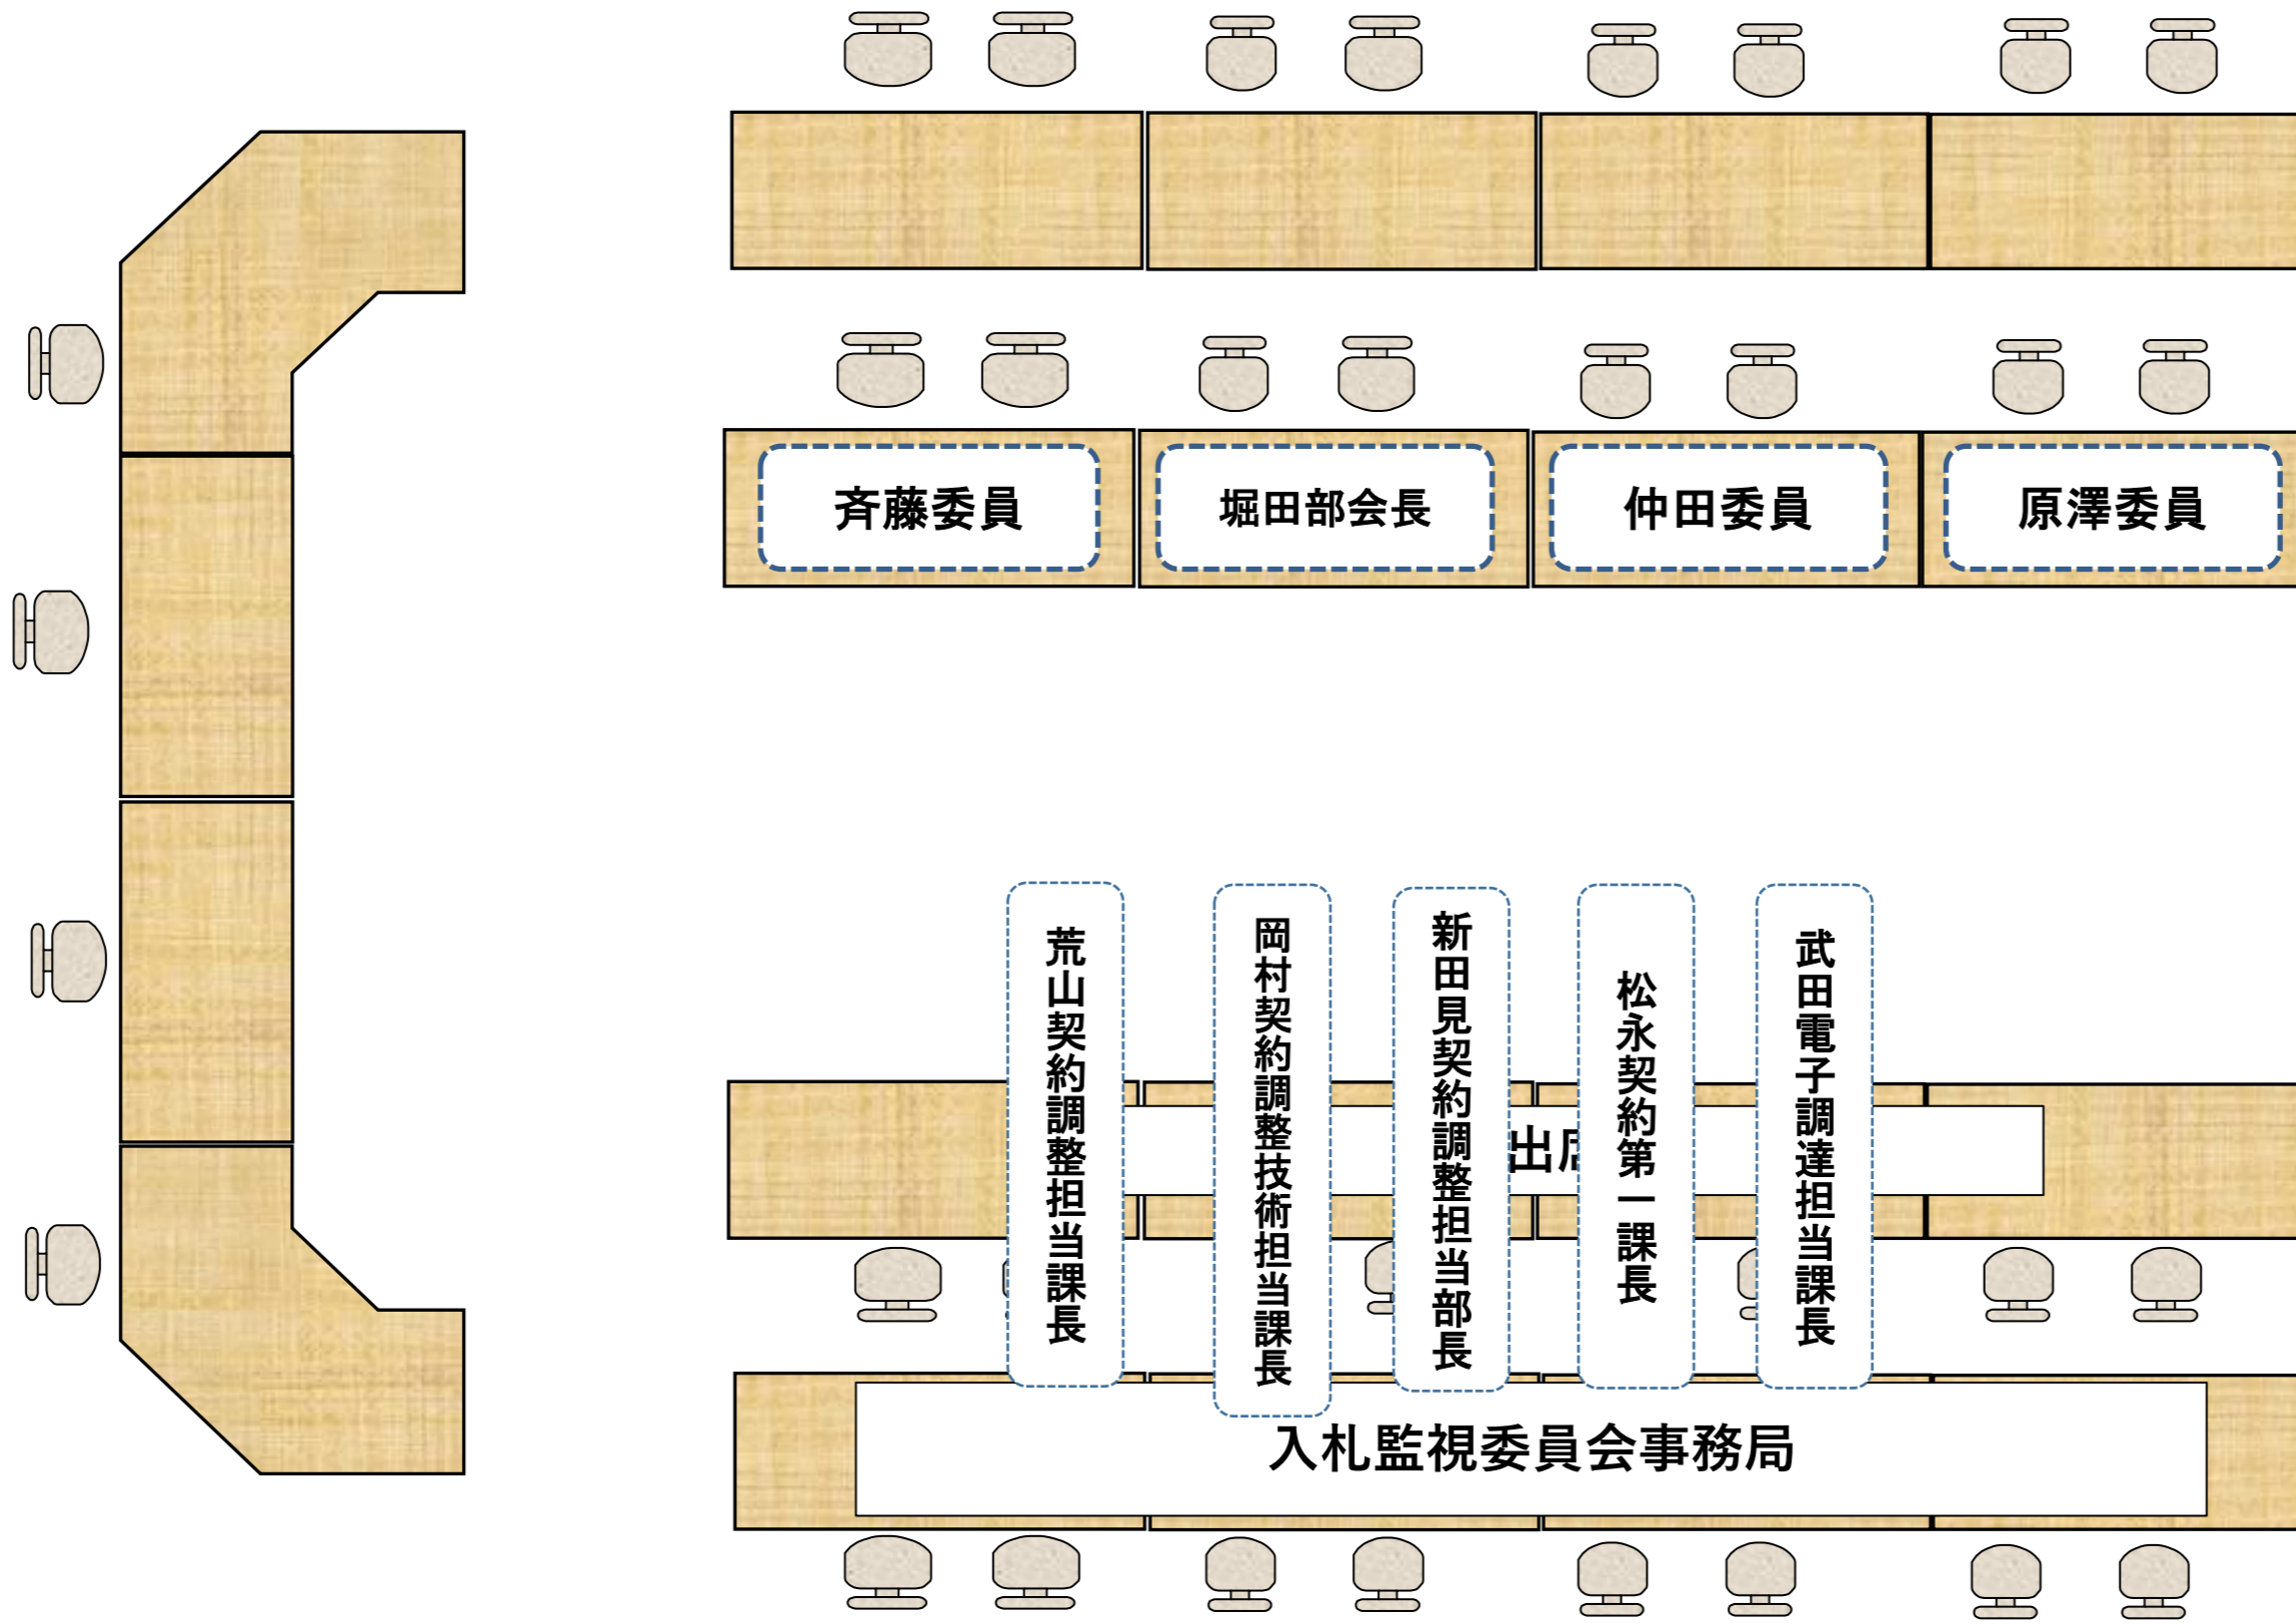 斉藤委員
堀田部会長
仲田委員
原澤委員
荒山契約調整担当課長
岡村契約調整技術担当課長
新田見契約調整担当部長
松永契約第一課長
武田電子調達担当課長
出
入札監視委員会事務局